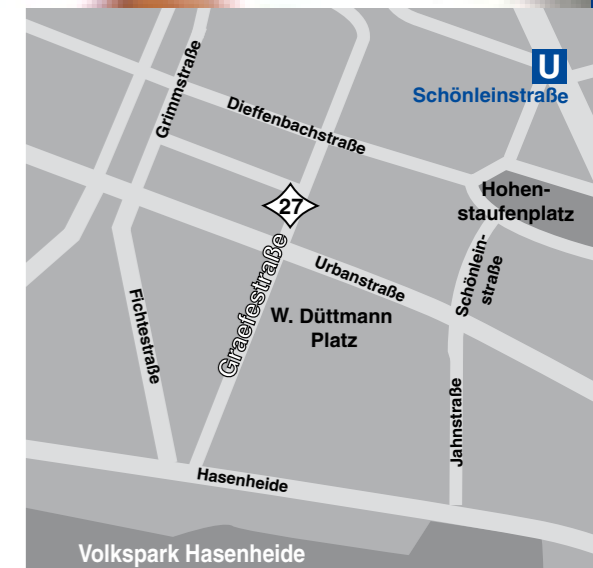 U
Schönleinstraße
Grimmstraße
Dieffenbachstraße
Hohen-
staufenplatz
27
Graefestraße
Urbanstraße
Schönlein-
straße
Fichtestraße
W. Düttmann
Platz
Jahnstraße
Hasenheide
Volkspark Hasenheide